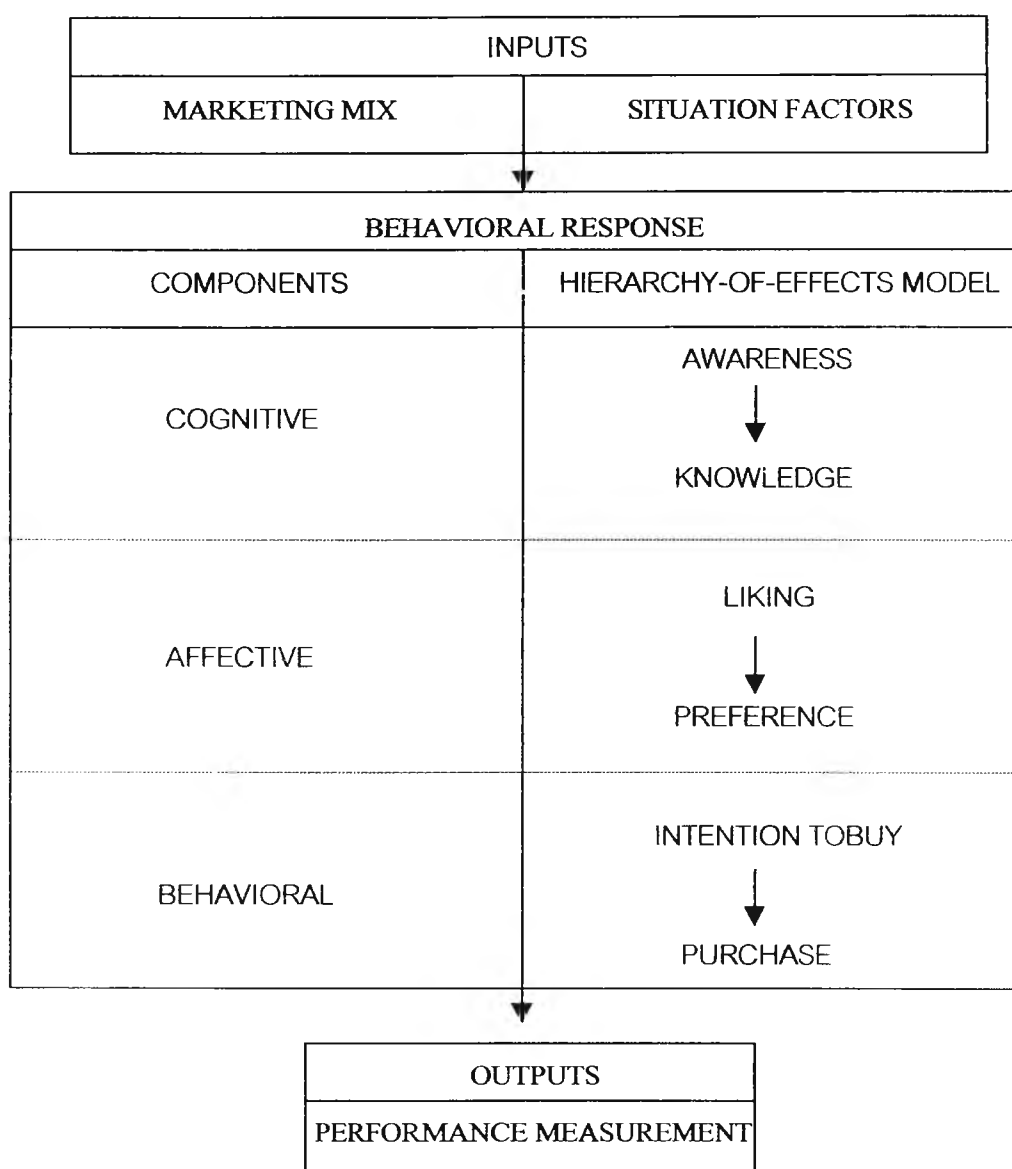 INPUTS
MARKETING MIX
SITUATION FACTORS
BEHAVIORAL RESPONSE
COMPONENTS
HIERARCHY-OF-EFFECTS MODEL
COGNITIVE
AWARENESS
KNOWLEDGE
AFFECTIVE
LIKING
PREFERENCE
BEHAVIORAL
INTENTION TOBUY
PURCHASE
OUTPUTS
PERFORMANCE MEASUREMENT